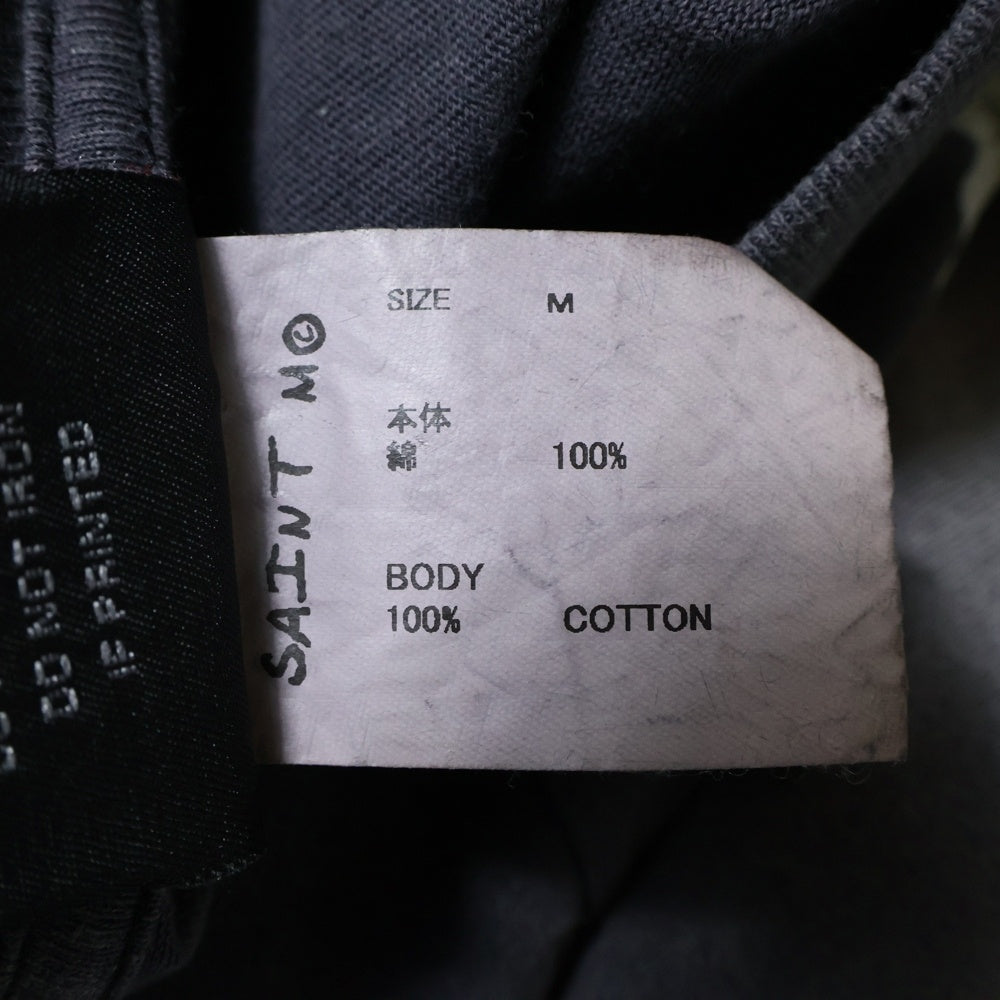 SIZE M
本体
綿 100%
BODY
100% COTTON
SAINT M©
DO NOT IRON
IF PRINTED